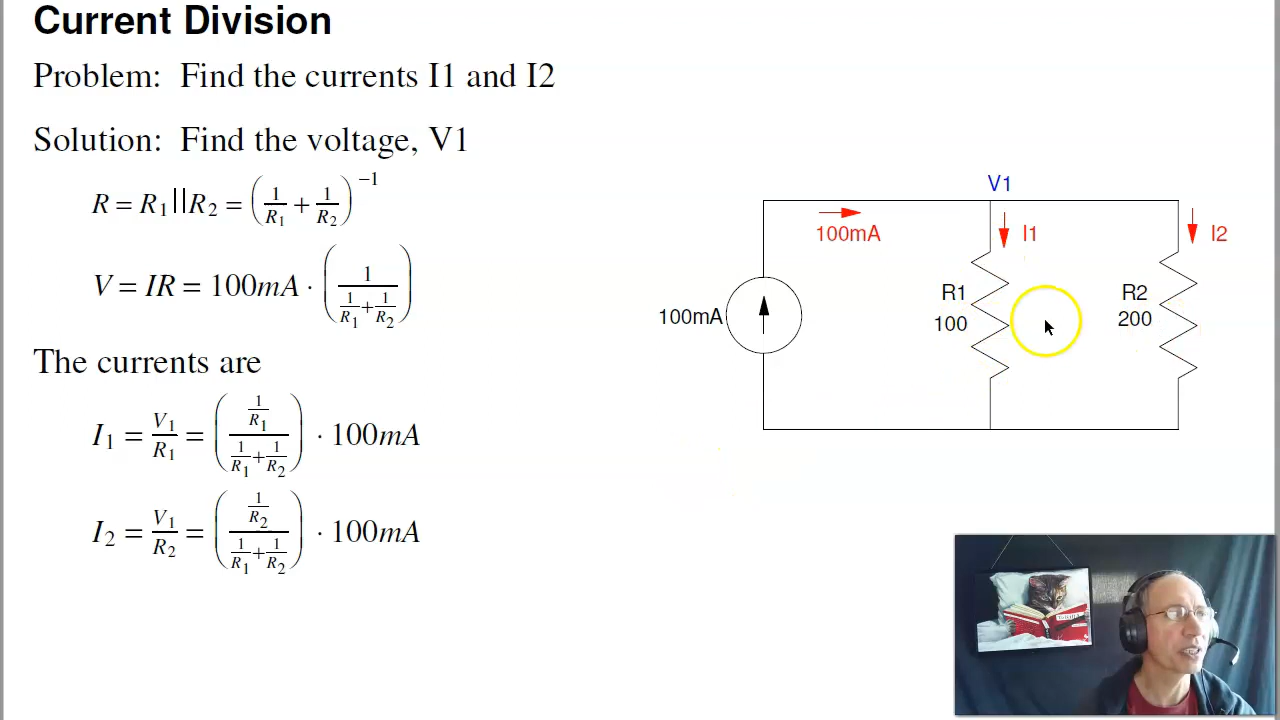 Current Division
Problem: Find the currents I1 and I2
Solution: Find the voltage, V1
R = R₁||R₂ = (1/R₁ + 1/R₂)⁻¹
V = IR = 100mA · (1/(1/R₁+1/R₂))
The currents are
I₁ = V₁/R₁ = ((1/R₁)/(1/R₁+1/R₂)) · 100mA
I₂ = V₁/R₂ = ((1/R₂)/(1/R₁+1/R₂)) · 100mA
V1
100mA
I1
I2
100mA
R1
100
R2
200